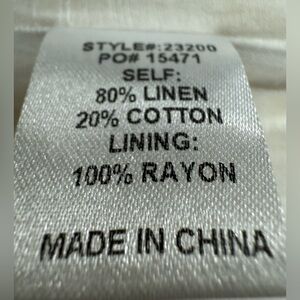 STYLE#:23200
PO# 15471
SELF:
80% LINEN
20% COTTON
LINING:
100% RAYON
MADE IN CHINA